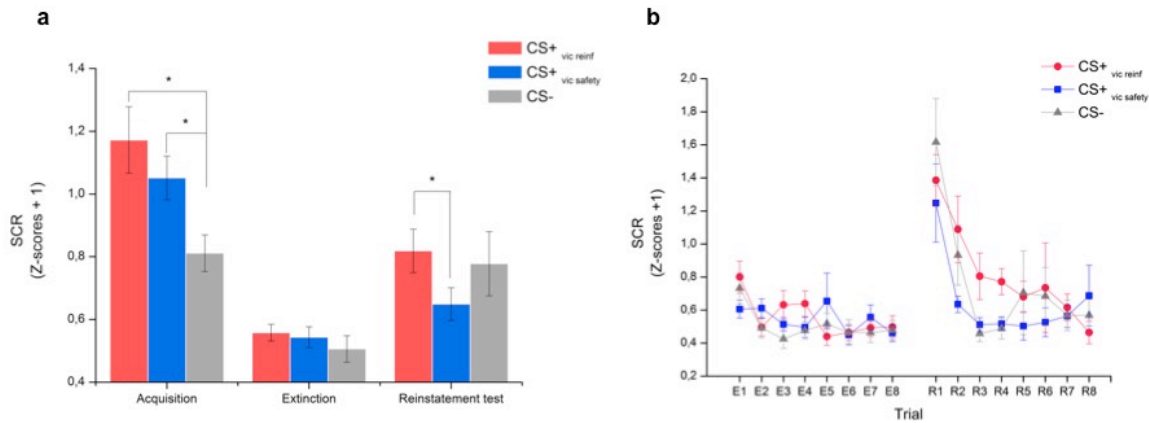 a
CS+ vic reinf
CS+ vic safety
CS-
1,4
1,2
1,0
0,8
0,6
0,4
SCR
(Z-scores + 1)
*
*
*
Acquisition
Extinction
Reinstatement test
b
CS+ vic reinf
CS+ vic safety
CS-
2,0
1,8
1,6
1,4
1,2
1,0
0,8
0,6
0,4
0,2
SCR
(Z-scores +1)
E1 E2 E3 E4 E5 E6 E7 E8 R1 R2 R3 R4 R5 R6 R7 R8
Trial